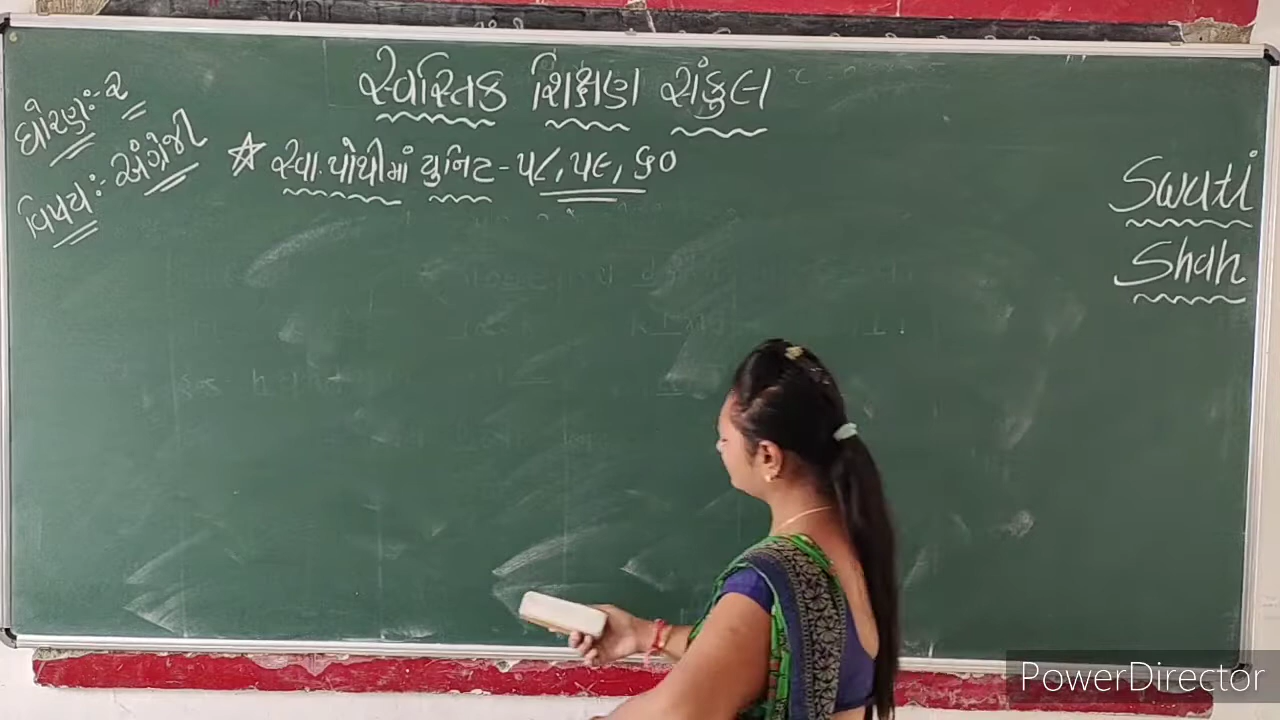 સ્વસ્તિક શિક્ષણ સંકુલ
ધોરણઃ- ૨
વિષયઃ- અંગ્રેજી
☆ સ્વા. પોથીમાં યુનિટ - ૫૮, ૫૯, ૬૦
Swati
Shah
PowerDirector